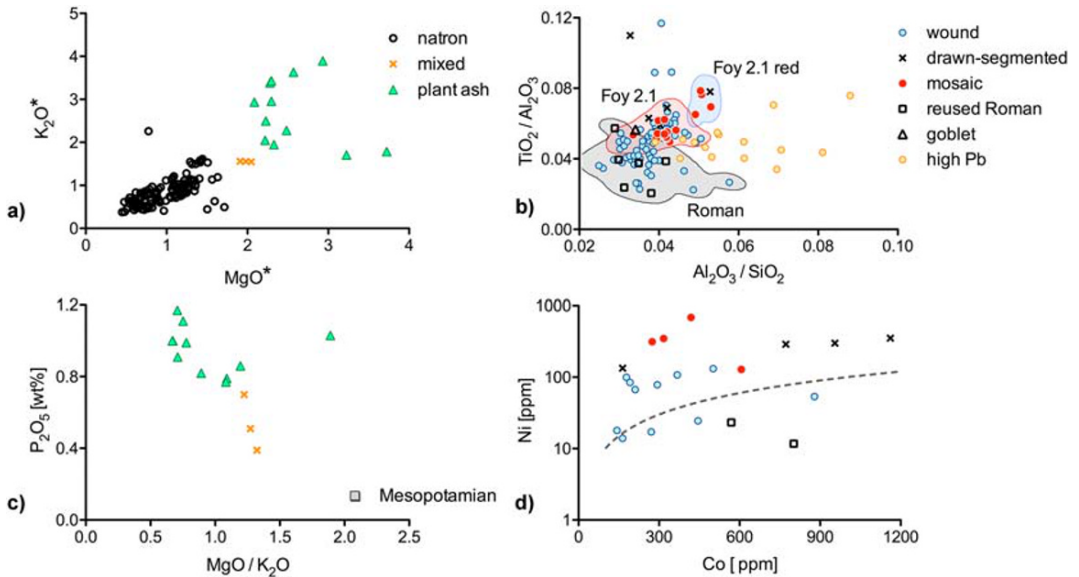 5
4
3
2
1
0
K₂O*
0
1
2
3
4
MgO*
natron
mixed
plant ash
a)
0.12
0.08
0.04
0.00
TiO₂ / Al₂O₃
0.02
0.04
0.06
0.08
0.10
Al₂O₃ / SiO₂
Foy 2.1 red
Foy 2.1
Roman
wound
drawn-segmented
mosaic
reused Roman
goblet
high Pb
b)
1.2
0.8
0.4
0.0
P₂O₅ [wt%]
0.0
0.5
1.0
1.5
2.0
2.5
MgO / K₂O
Mesopotamian
c)
1000
100
10
1
Ni [ppm]
0
300
600
900
1200
Co [ ppm]
d)